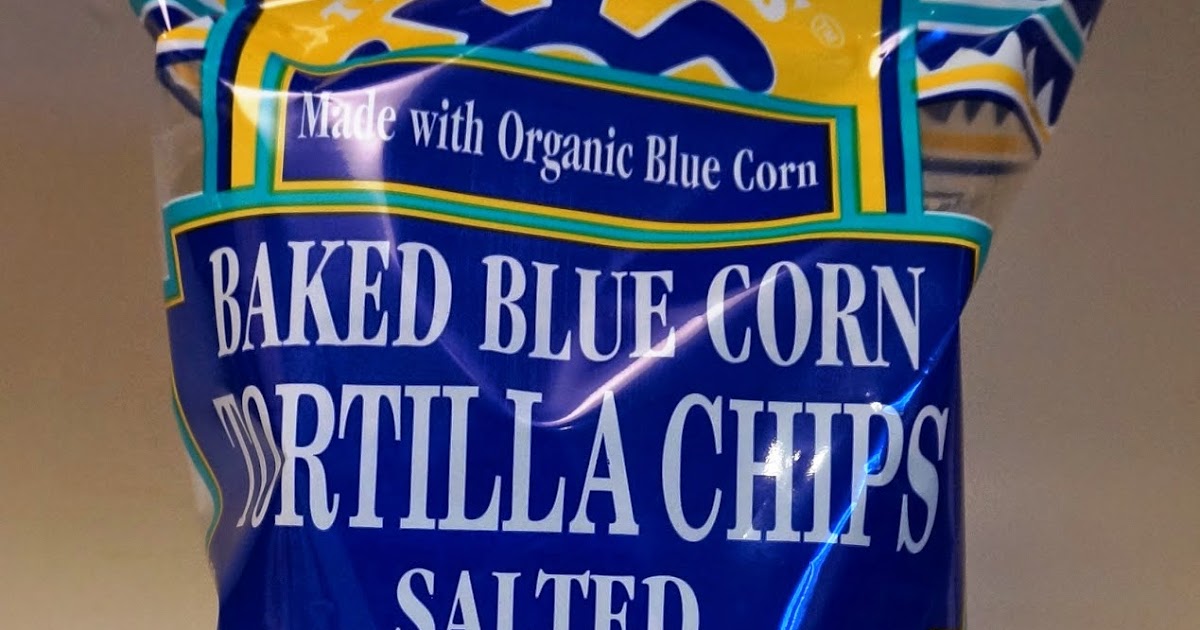 Made with Organic Blue Corn
BAKED BLUE CORN
TORTILLA CHIPS
SALTED